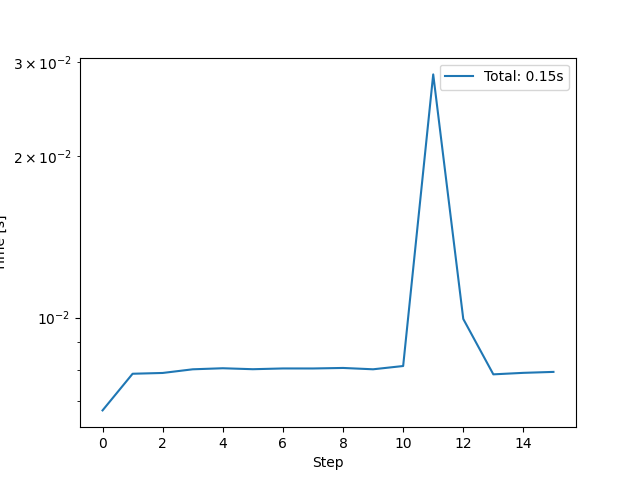 Total: 0.15s
3 × 10⁻²
2 × 10⁻²
10⁻²
Time [s]
0 2 4 6 8 10 12 14
Step